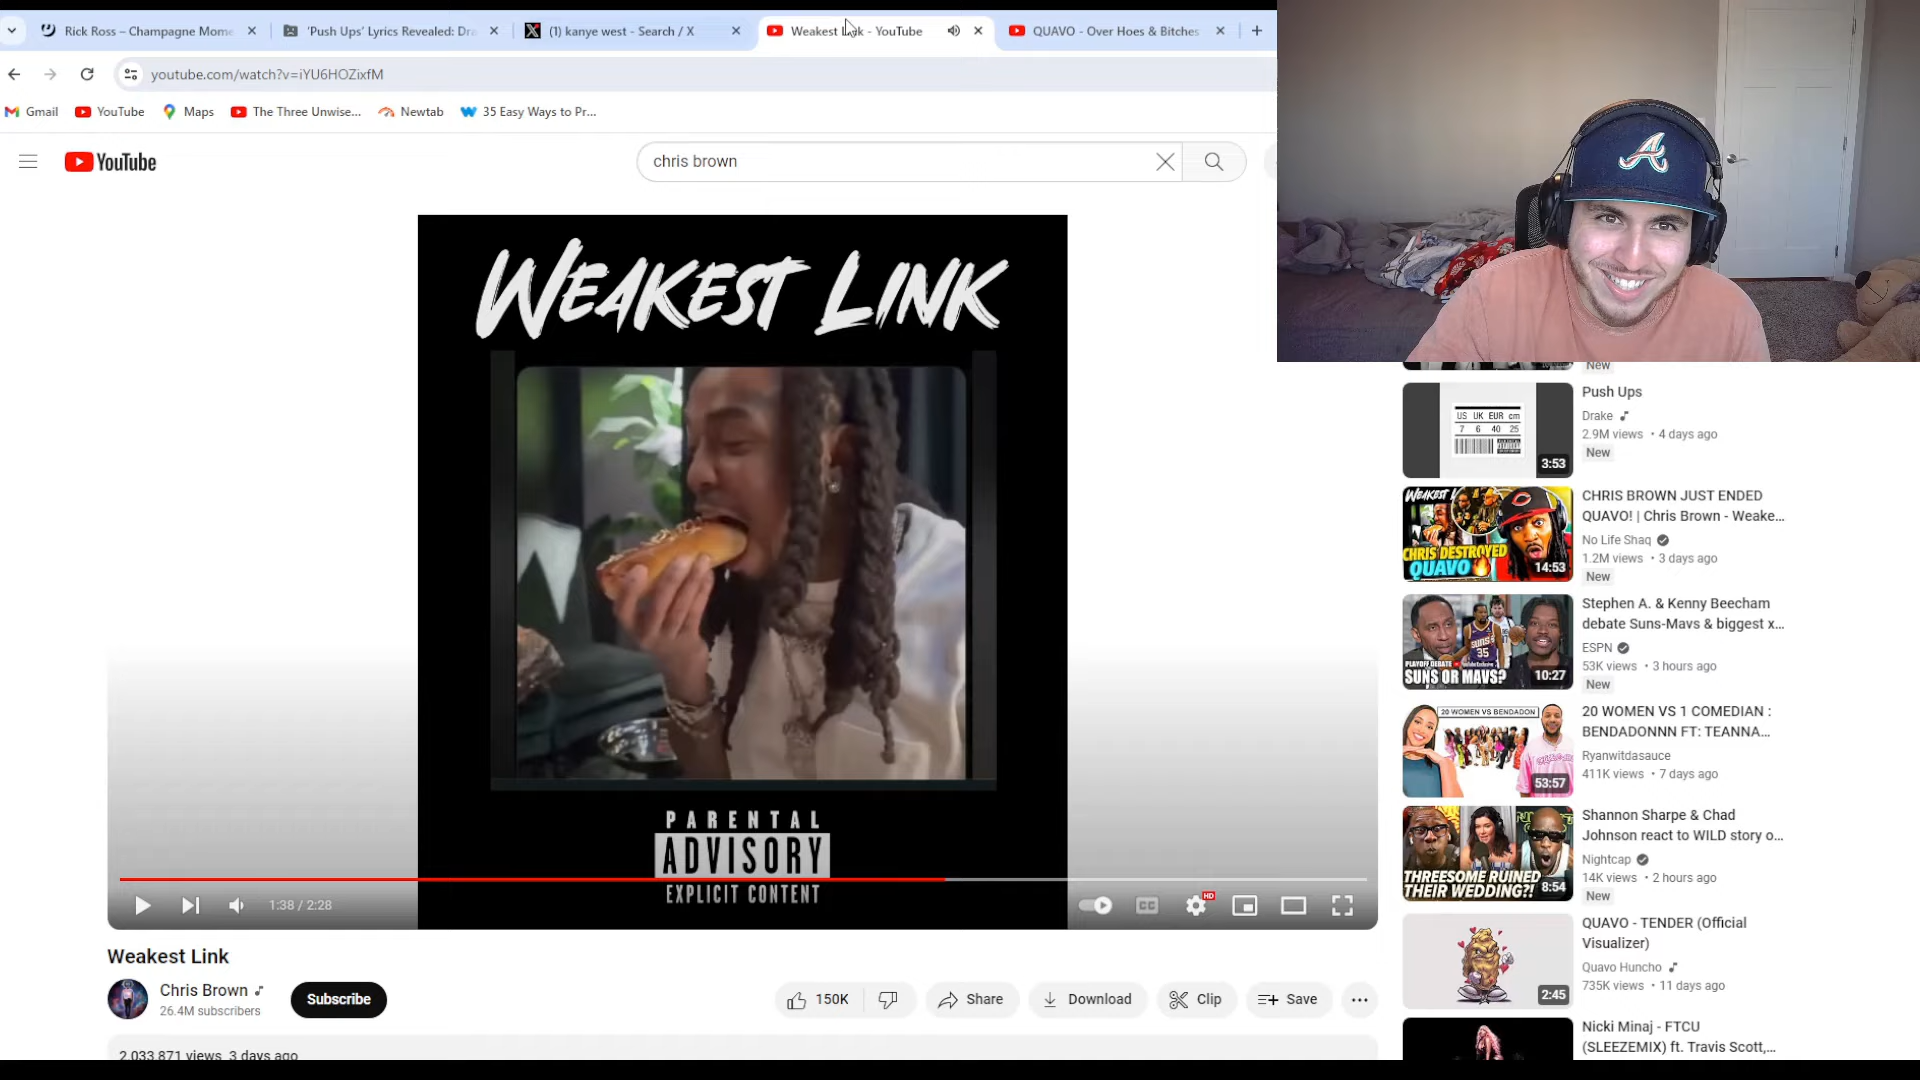 Rick Ross – Champagne Mome
'Push Ups' Lyrics Revealed: Dra
(1) kanye west - Search / X
Weakest Link - YouTube
QUAVO - Over Hoes & Bitches
youtube.com/watch?v=iYU6HOZixfM
Gmail
YouTube
Maps
The Three Unwise...
Newtab
35 Easy Ways to Pr...
YouTube
chris brown
A
WEAKEST LINK
PARENTAL
ADVISORY
EXPLICIT CONTENT
1:38 / 2:28
CC
HD
Weakest Link
Chris Brown
26.4M subscribers
Subscribe
150K
Share
Download
Clip
Save
2,033,871 views 3 days ago
New
US UK EUR cm
7 6 40 25
3:53
Push Ups
Drake
2.9M views • 4 days ago
New
WEAKEST
CHRIS DESTROYED
QUAVO
14:53
CHRIS BROWN JUST ENDED
QUAVO! | Chris Brown - Weake...
No Life Shaq
1.2M views • 3 days ago
New
SUNS
35
PLAYOFF DEBATE
SUNS OR MAVS?
10:27
Stephen A. & Kenny Beecham
debate Suns-Mavs & biggest x...
ESPN
53K views • 3 hours ago
New
20 WOMEN VS BENDADON
53:57
20 WOMEN VS 1 COMEDIAN :
BENDADONNN FT: TEANNA...
Ryanwitdasauce
411K views • 7 days ago
THREESOME RUINED
THEIR WEDDING?!
8:54
Shannon Sharpe & Chad
Johnson react to WILD story o...
Nightcap
14K views • 2 hours ago
New
2:45
QUAVO - TENDER (Official
Visualizer)
Quavo Huncho
735K views • 11 days ago
Nicki Minaj - FTCU
(SLEEZEMIX) ft. Travis Scott,...